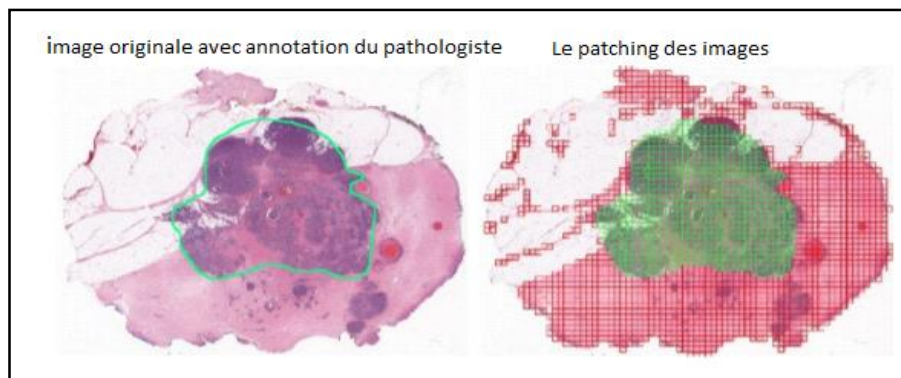 image originale avec annotation du pathologiste
Le patching des images